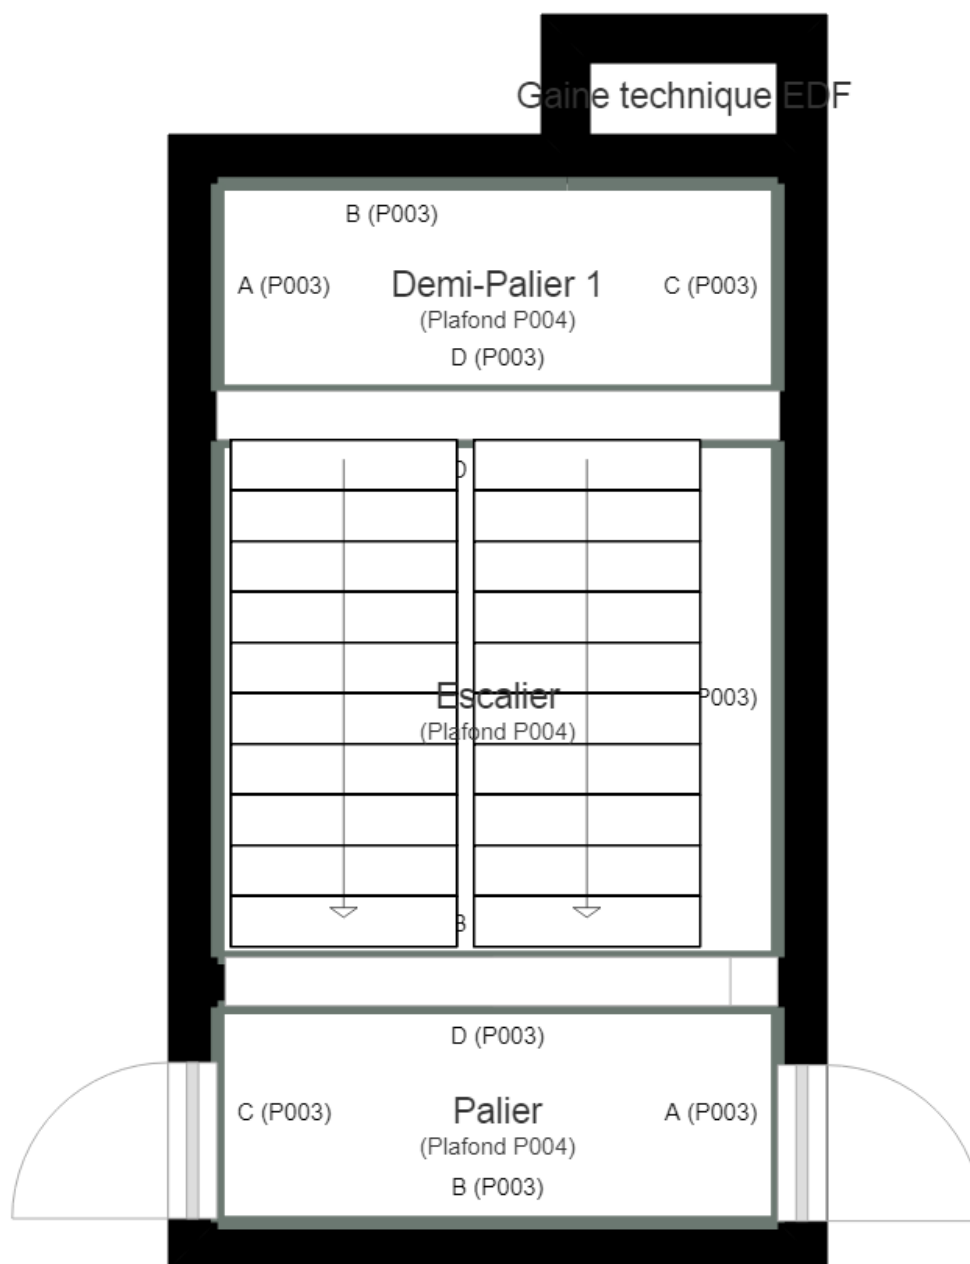 Gaine technique EDF
B (P003)
A (P003)
Demi-Palier 1
C (P003)
(Plafond P004)
D (P003)
Escalier
P003)
(Plafond P004)
B
D (P003)
C (P003)
Palier
A (P003)
(Plafond P004)
B (P003)